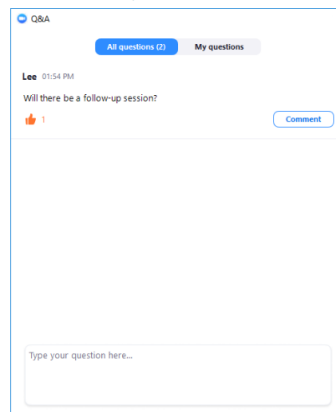 Q&A
All questions (2) My questions
Lee 01:54 PM
Will there be a follow-up session?
1 Comment
Type your question here...